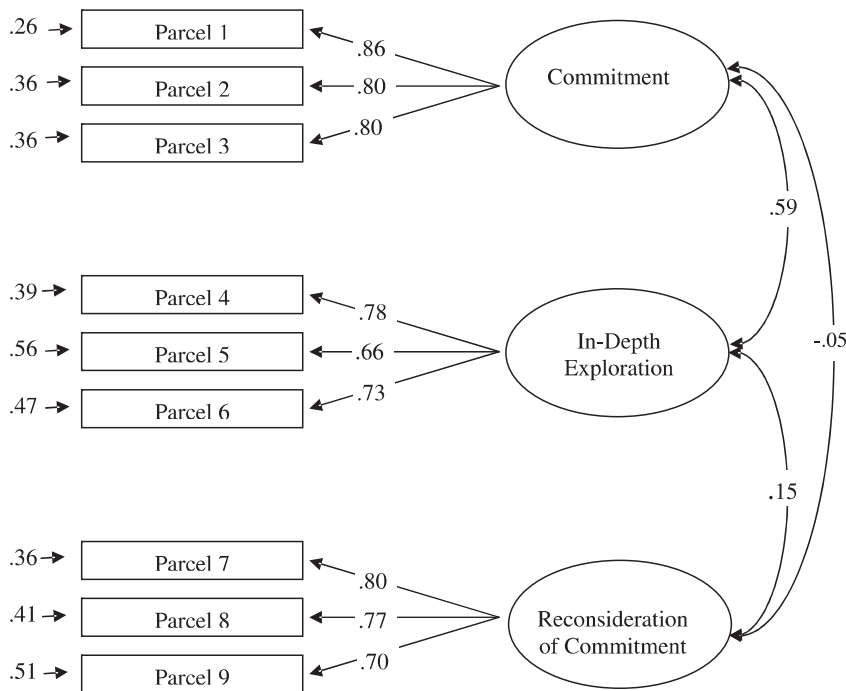 .26
Parcel 1
.86
Commitment
.36
Parcel 2
.80
.36
Parcel 3
.80
.59
.39
Parcel 4
.78
In-Depth
Exploration
-.05
.56
Parcel 5
.66
.47
Parcel 6
.73
.15
.36
Parcel 7
.80
Reconsideration
of Commitment
.41
Parcel 8
.77
.51
Parcel 9
.70